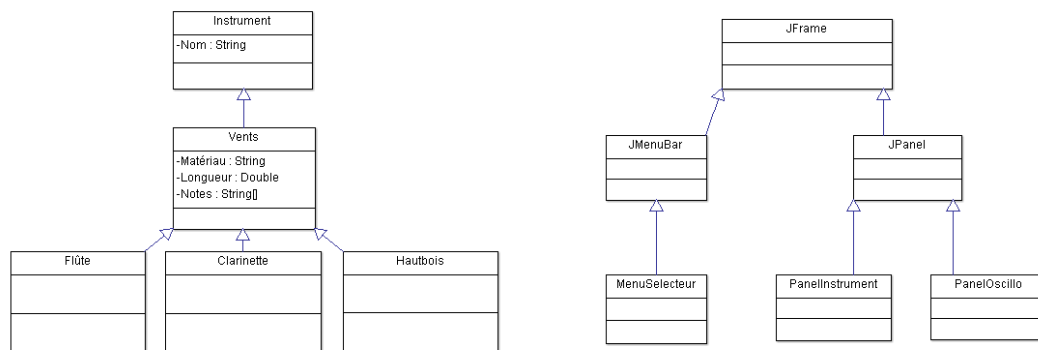 Instrument
-Nom : String
Vents
-Matériau : String
-Longueur : Double
-Notes : String[]
Flûte
Clarinette
Hautbois
JFrame
JMenuBar
JPanel
MenuSelecteur
PanelInstrument
PanelOscillo